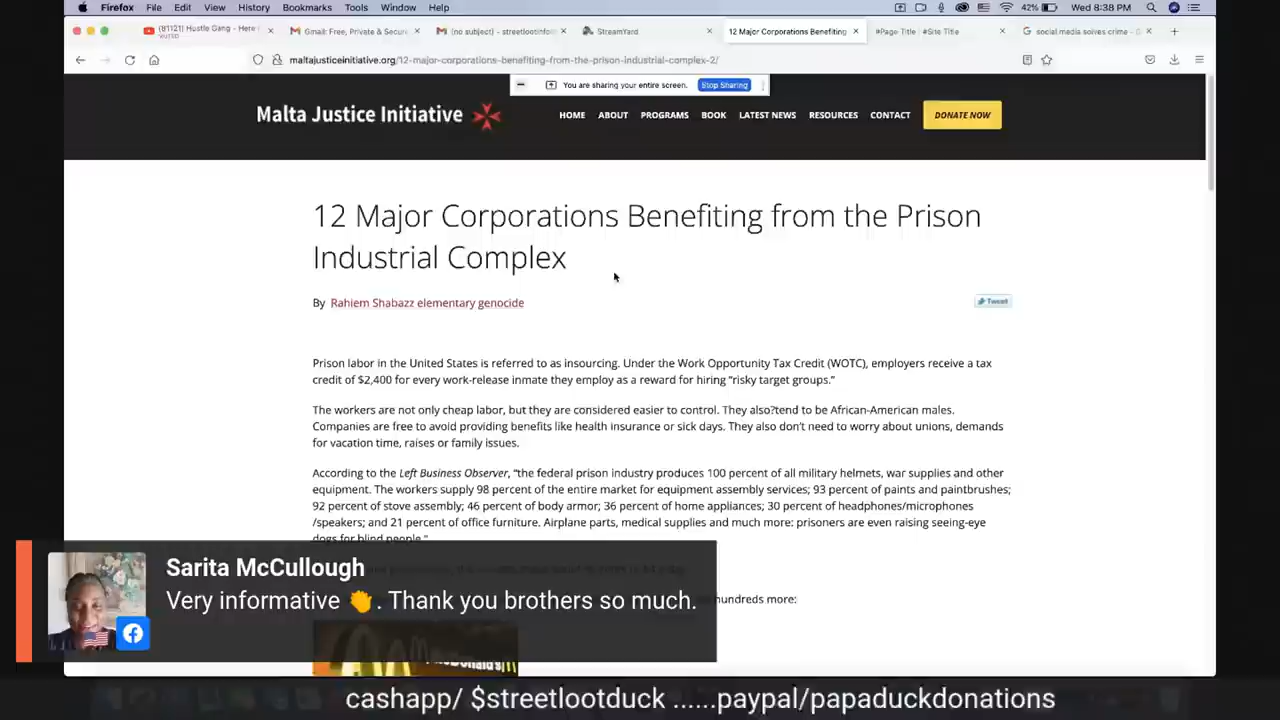 Firefox File Edit View History Bookmarks Tools Window Help 42% Wed 8:38 PM
(81121) Hustle Gang - Here I
Gmail: Free, Private & Secure
(no subject) - streetlootinfo
StreamYard
12 Major Corporations Benefiting
#Page Title | #Site Title
social media solves crime - G
maltajusticeinitiative.org/12-major-corporations-benefiting-from-the-prison-industrial-complex-2/
You are sharing your entire screen. Stop Sharing
Malta Justice Initiative
HOME ABOUT PROGRAMS BOOK LATEST NEWS RESOURCES CONTACT DONATE NOW
12 Major Corporations Benefiting from the Prison
Industrial Complex
By Rahiem Shabazz elementary genocide
Tweet
Prison labor in the United States is referred to as insourcing. Under the Work Opportunity Tax Credit (WOTC), employers receive a tax
credit of $2,400 for every work-release inmate they employ as a reward for hiring “risky target groups.”
The workers are not only cheap labor, but they are considered easier to control. They also?tend to be African-American males.
Companies are free to avoid providing benefits like health insurance or sick days. They also don’t need to worry about unions, demands
for vacation time, raises or family issues.
According to the Left Business Observer, “the federal prison industry produces 100 percent of all military helmets, war supplies and other
equipment. The workers supply 98 percent of the entire market for equipment assembly services; 93 percent of paints and paintbrushes;
92 percent of stove assembly; 46 percent of body armor; 36 percent of home appliances; 30 percent of headphones/microphones
/speakers; and 21 percent of office furniture. Airplane parts, medical supplies and much more: prisoners are even raising seeing-eye
dogs for blind people.”
hundreds more:
McDonald's
Sarita McCullough
Very informative 👏. Thank you brothers so much.
cashapp/ $streetlootduck ......paypal/papaduckdonations